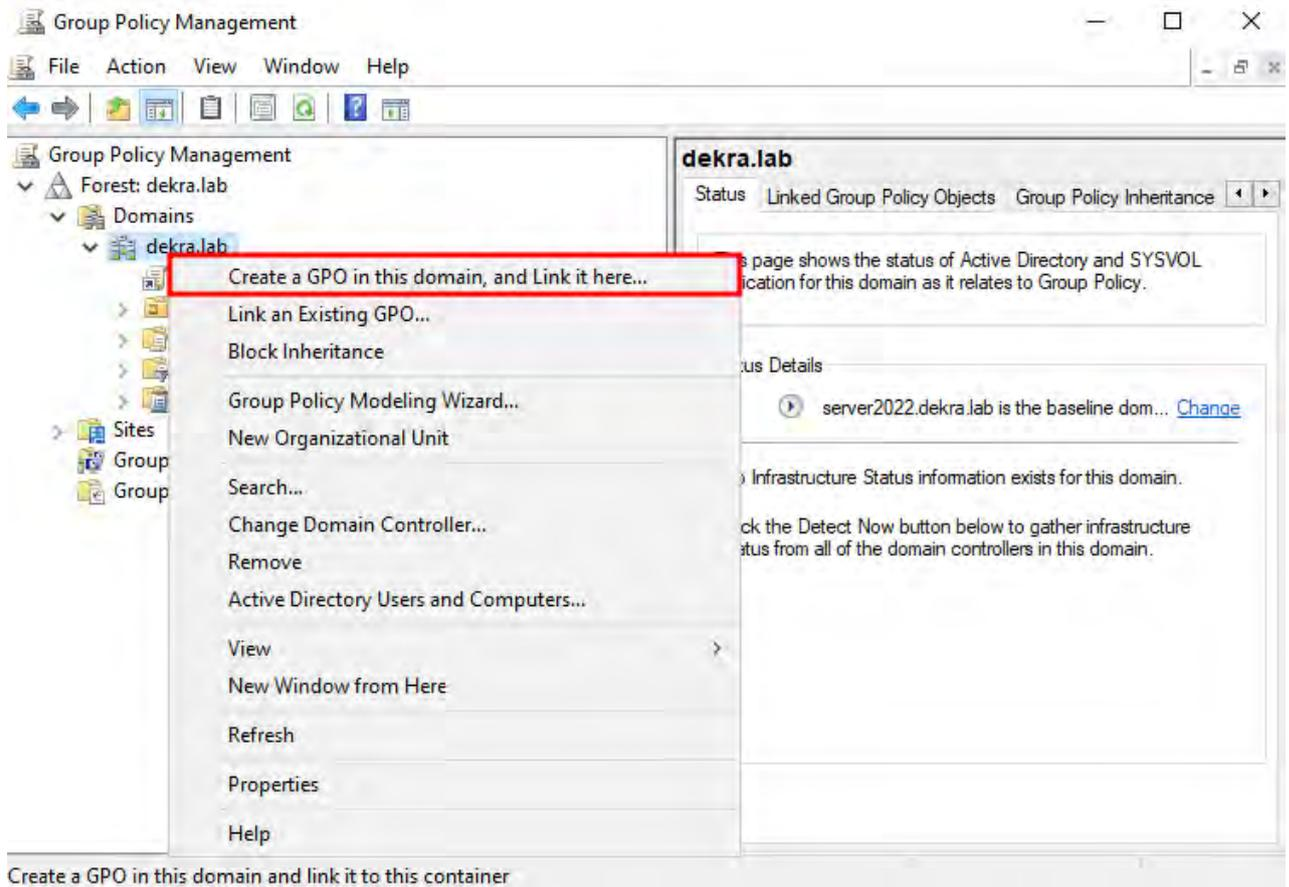 Group Policy Management
File Action View Window Help
Group Policy Management
Forest: dekra.lab
Domains
dekra.lab
Sites
Group
Group
Create a GPO in this domain, and Link it here...
Link an Existing GPO...
Block Inheritance
Group Policy Modeling Wizard...
New Organizational Unit
Search...
Change Domain Controller...
Remove
Active Directory Users and Computers...
View
New Window from Here
Refresh
Properties
Help
dekra.lab
Status Linked Group Policy Objects Group Policy Inheritance
page shows the status of Active Directory and SYSVOL
for this domain as it relates to Group Policy.
Details
server2022.dekra.lab is the baseline dom... Change
Infrastructure Status information exists for this domain.
the Detect Now button below to gather infrastructure
from all of the domain controllers in this domain.
Create a GPO in this domain and link it to this container